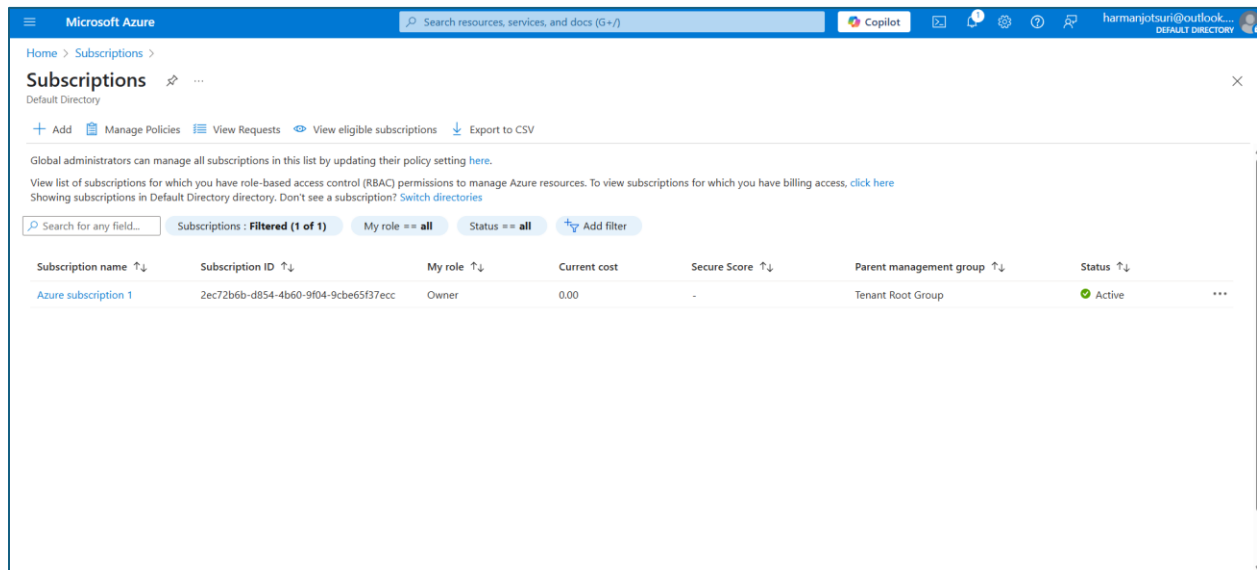 Microsoft Azure
Search resources, services, and docs (G+/)
Copilot
1
harmanjotsuri@outlook....
DEFAULT DIRECTORY
Home > Subscriptions >
Subscriptions
...
Default Directory
+ Add Manage Policies View Requests View eligible subscriptions Export to CSV
Global administrators can manage all subscriptions in this list by updating their policy setting here.
View list of subscriptions for which you have role-based access control (RBAC) permissions to manage Azure resources. To view subscriptions for which you have billing access, click here
Showing subscriptions in Default Directory directory. Don't see a subscription? Switch directories
Search for any field... Subscriptions : Filtered (1 of 1) My role == all Status == all Add filter
Subscription name ↑↓ Subscription ID ↑↓ My role ↑↓ Current cost Secure Score ↑↓ Parent management group ↑↓ Status ↑↓
Azure subscription 1 2ec72b6b-d854-4b60-9f04-9cbe65f37ecc Owner 0.00 - Tenant Root Group Active ...